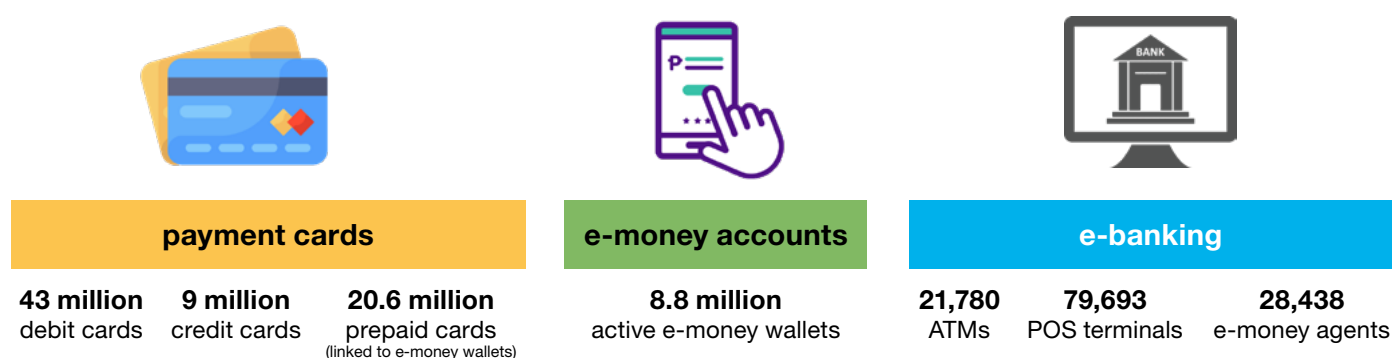 ₱
BANK
payment cards
e-money accounts
e-banking
43 million
debit cards
9 million
credit cards
20.6 million
prepaid cards
(linked to e-money wallets)
8.8 million
active e-money wallets
21,780
ATMs
79,693
POS terminals
28,438
e-money agents